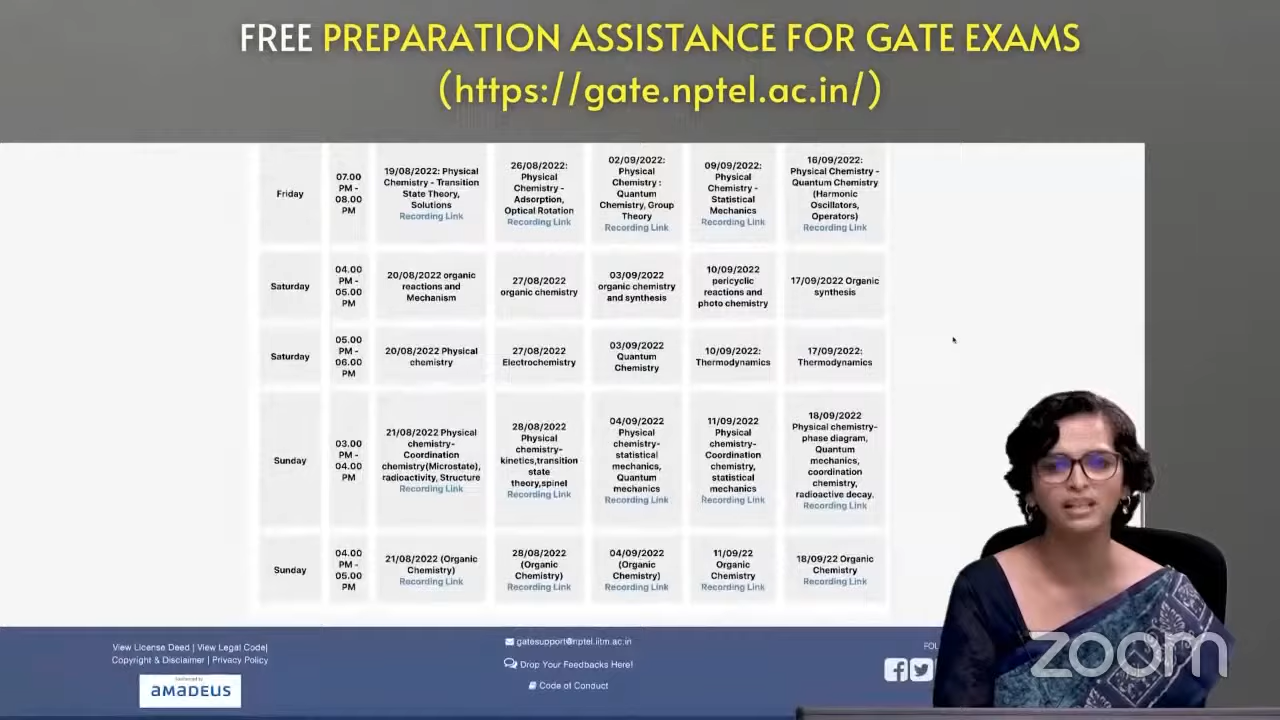 FREE PREPARATION ASSISTANCE FOR GATE EXAMS
(https://gate.nptel.ac.in/)
Friday
07.00
PM -
08.00
PM
19/08/2022: Physical
Chemistry - Transition
State Theory,
Solutions
Recording Link
26/08/2022:
Physical
Chemistry -
Adsorption,
Optical Rotation
Recording Link
02/09/2022:
Physical
Chemistry :
Quantum
Chemistry, Group
Theory
Recording Link
09/09/2022:
Physical
Chemistry -
Statistical
Mechanics
Recording Link
16/09/2022:
Physical Chemistry -
Quantum Chemistry
(Harmonic
Oscillators,
Operators)
Recording Link
Saturday
04.00
PM -
05.00
PM
20/08/2022 organic
reactions and
Mechanism
27/08/2022
organic chemistry
03/09/2022
organic chemistry
and synthesis
10/09/2022
pericyclic
reactions and
photo chemistry
17/09/2022 Organic
synthesis
Saturday
05.00
PM -
06.00
PM
20/08/2022 Physical
chemistry
27/08/2022
Electrochemistry
03/09/2022
Quantum
Chemistry
10/09/2022:
Thermodynamics
17/09/2022:
Thermodynamics
Sunday
03.00
PM -
04.00
PM
21/08/2022 Physical
chemistry-
Coordination
chemistry(Microstate),
radioactivity, Structure
Recording Link
28/08/2022
Physical
chemistry-
kinetics,transition
state
theory,spinel
Recording Link
04/09/2022
Physical
chemistry-
statistical
mechanics,
Quantum
mechanics
Recording Link
11/09/2022
Physical
chemistry-
Coordination
chemistry,
statistical
mechanics
Recording Link
18/09/2022
Physical chemistry-
phase diagram,
Quantum
mechanics,
coordination
chemistry,
radioactive decay.
Recording Link
Sunday
04.00
PM -
05.00
PM
21/08/2022 (Organic
Chemistry)
Recording Link
28/08/2022
(Organic
Chemistry)
Recording Link
04/09/2022
(Organic
Chemistry)
Recording Link
11/09/22
Organic
Chemistry
Recording Link
18/09/22 Organic
Chemistry
Recording Link
View License Deed | View Legal Code|
Copyright & Disclaimer | Privacy Policy
amadeus
gatesupport@nptel.iitm.ac.in
Drop Your Feedbacks Here!
Code of Conduct
FOL
zoom